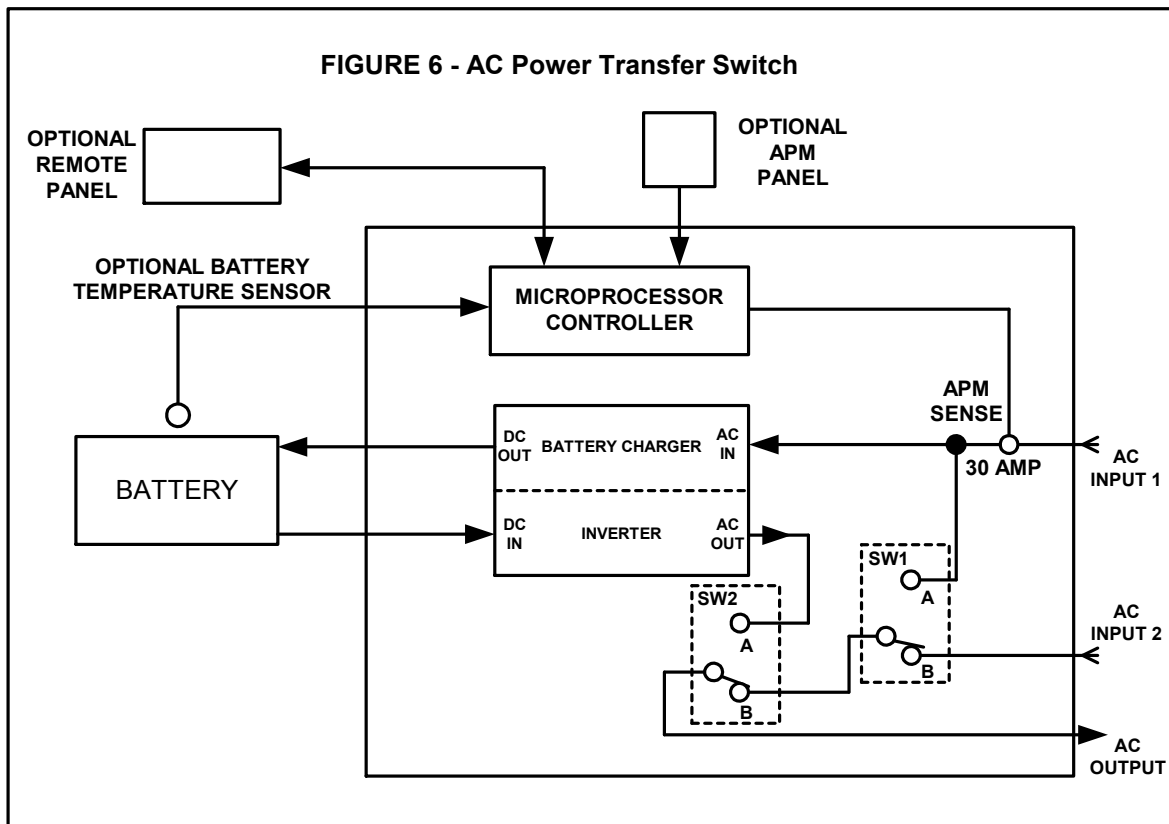 FIGURE 6 - AC Power Transfer Switch
OPTIONAL
REMOTE
PANEL
OPTIONAL
APM
PANEL
OPTIONAL BATTERY
TEMPERATURE SENSOR
MICROPROCESSOR
CONTROLLER
APM
SENSE
30 AMP
AC
INPUT 1
BATTERY
DC
OUT
BATTERY CHARGER
AC
IN
DC
IN
INVERTER
AC
OUT
SW1
A
B
SW2
A
B
AC
INPUT 2
AC
OUTPUT